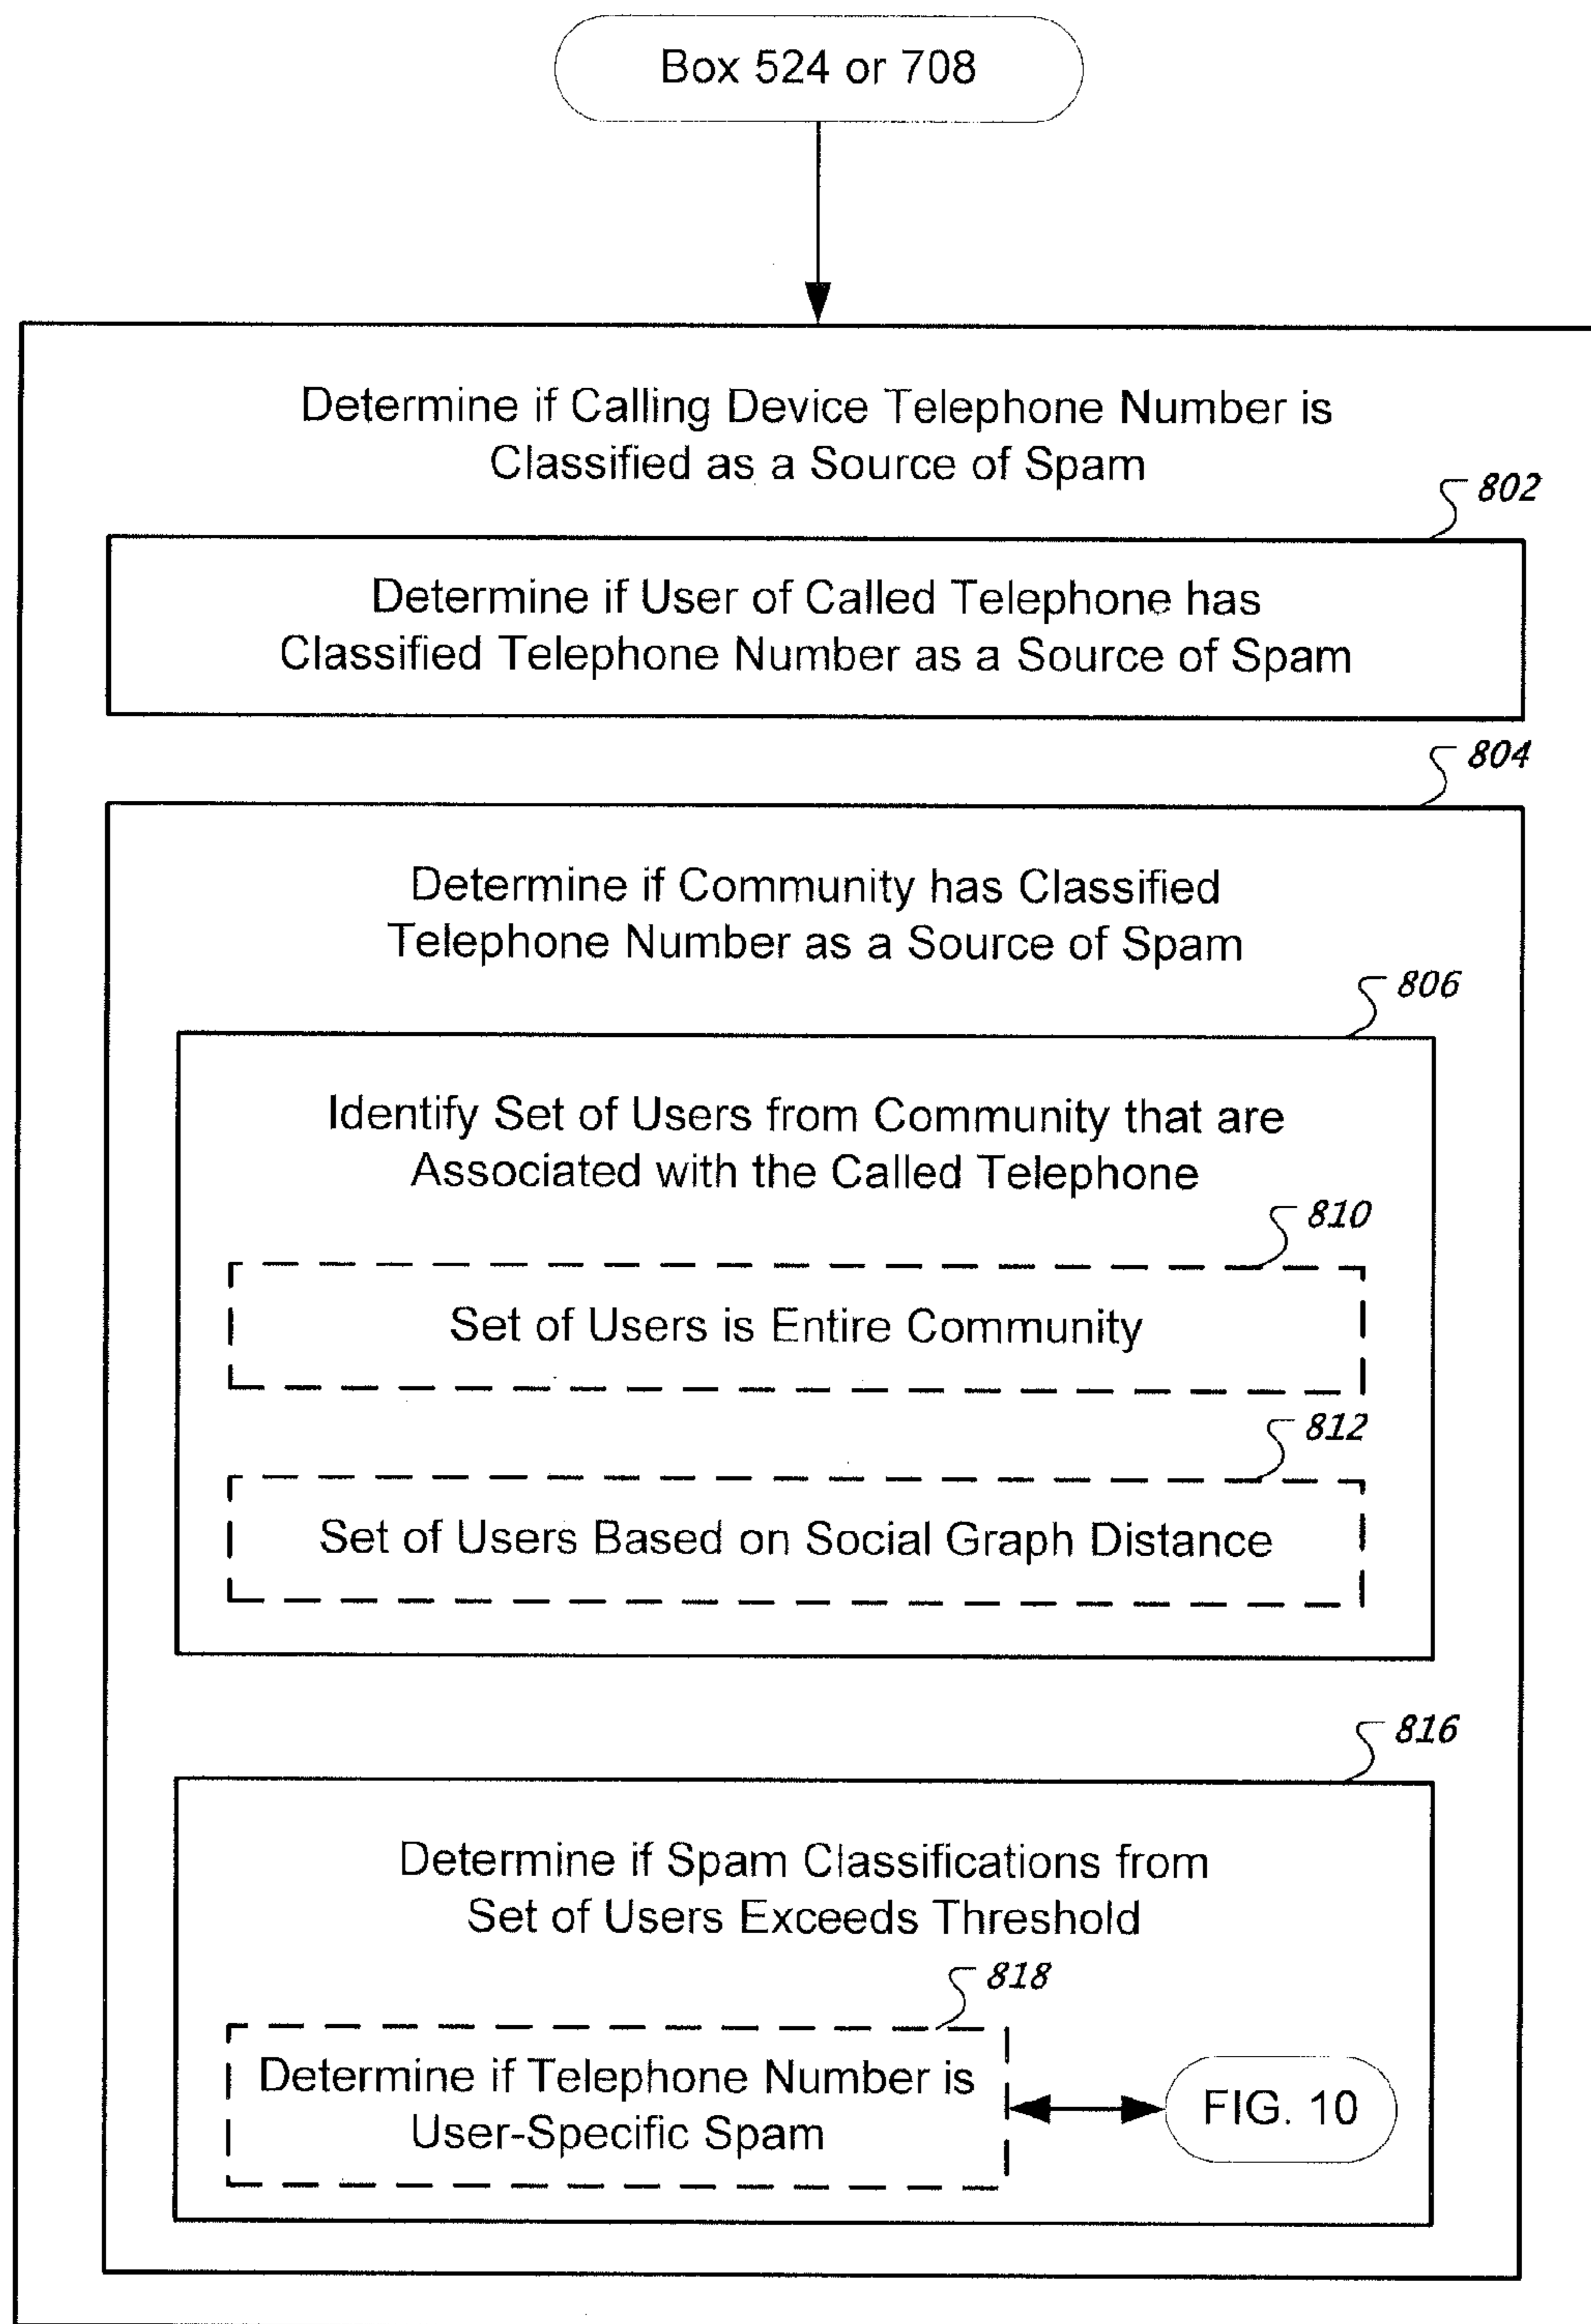 Box 524 or 708
Determine if Calling Device Telephone Number is
Classified as a Source of Spam
802
Determine if User of Called Telephone has
Classified Telephone Number as a Source of Spam
804
Determine if Community has Classified
Telephone Number as a Source of Spam
806
Identify Set of Users from Community that are
Associated with the Called Telephone
810
Set of Users is Entire Community
812
Set of Users Based on Social Graph Distance
816
Determine if Spam Classifications from
Set of Users Exceeds Threshold
818
Determine if Telephone Number is
User-Specific Spam
FIG. 10